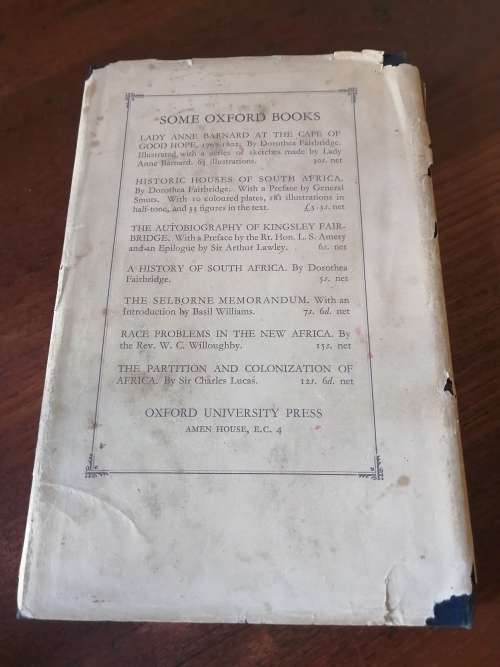 SOME OXFORD BOOKS
LADY ANNE BARNARD AT THE CAPE OF
GOOD HOPE, 1797-1802. By Dorothea Fairbridge.
Illustrated with a series of sketches made by Lady
Anne Barnard. 63 illustrations. net
HISTORIC HOUSES OF SOUTH AFRICA.
By Dorothea Fairbridge. With a Preface by General
Smuts. With 10 coloured plates, 281 illustrations in
half-tone, and 33 figures in the text. £3. 3s. net
THE AUTOBIOGRAPHY OF KINGSLEY FAIR-
BRIDGE. With a Preface by the Rt. Hon. L. S. Amery
and an Epilogue by Sir Arthur Lawley. 6s. net
A HISTORY OF SOUTH AFRICA. By Dorothea
Fairbridge. 5s. net
THE SELBORNE MEMORANDUM. With an
Introduction by Basil Williams. 7s. 6d. net
RACE PROBLEMS IN THE NEW AFRICA. By
the Rev. W. C. Willoughby. 15s. net
THE PARTITION AND COLONIZATION OF
AFRICA. By Sir Charles Lucas. 12s. 6d. net
OXFORD UNIVERSITY PRESS
AMEN HOUSE, E.C. 4